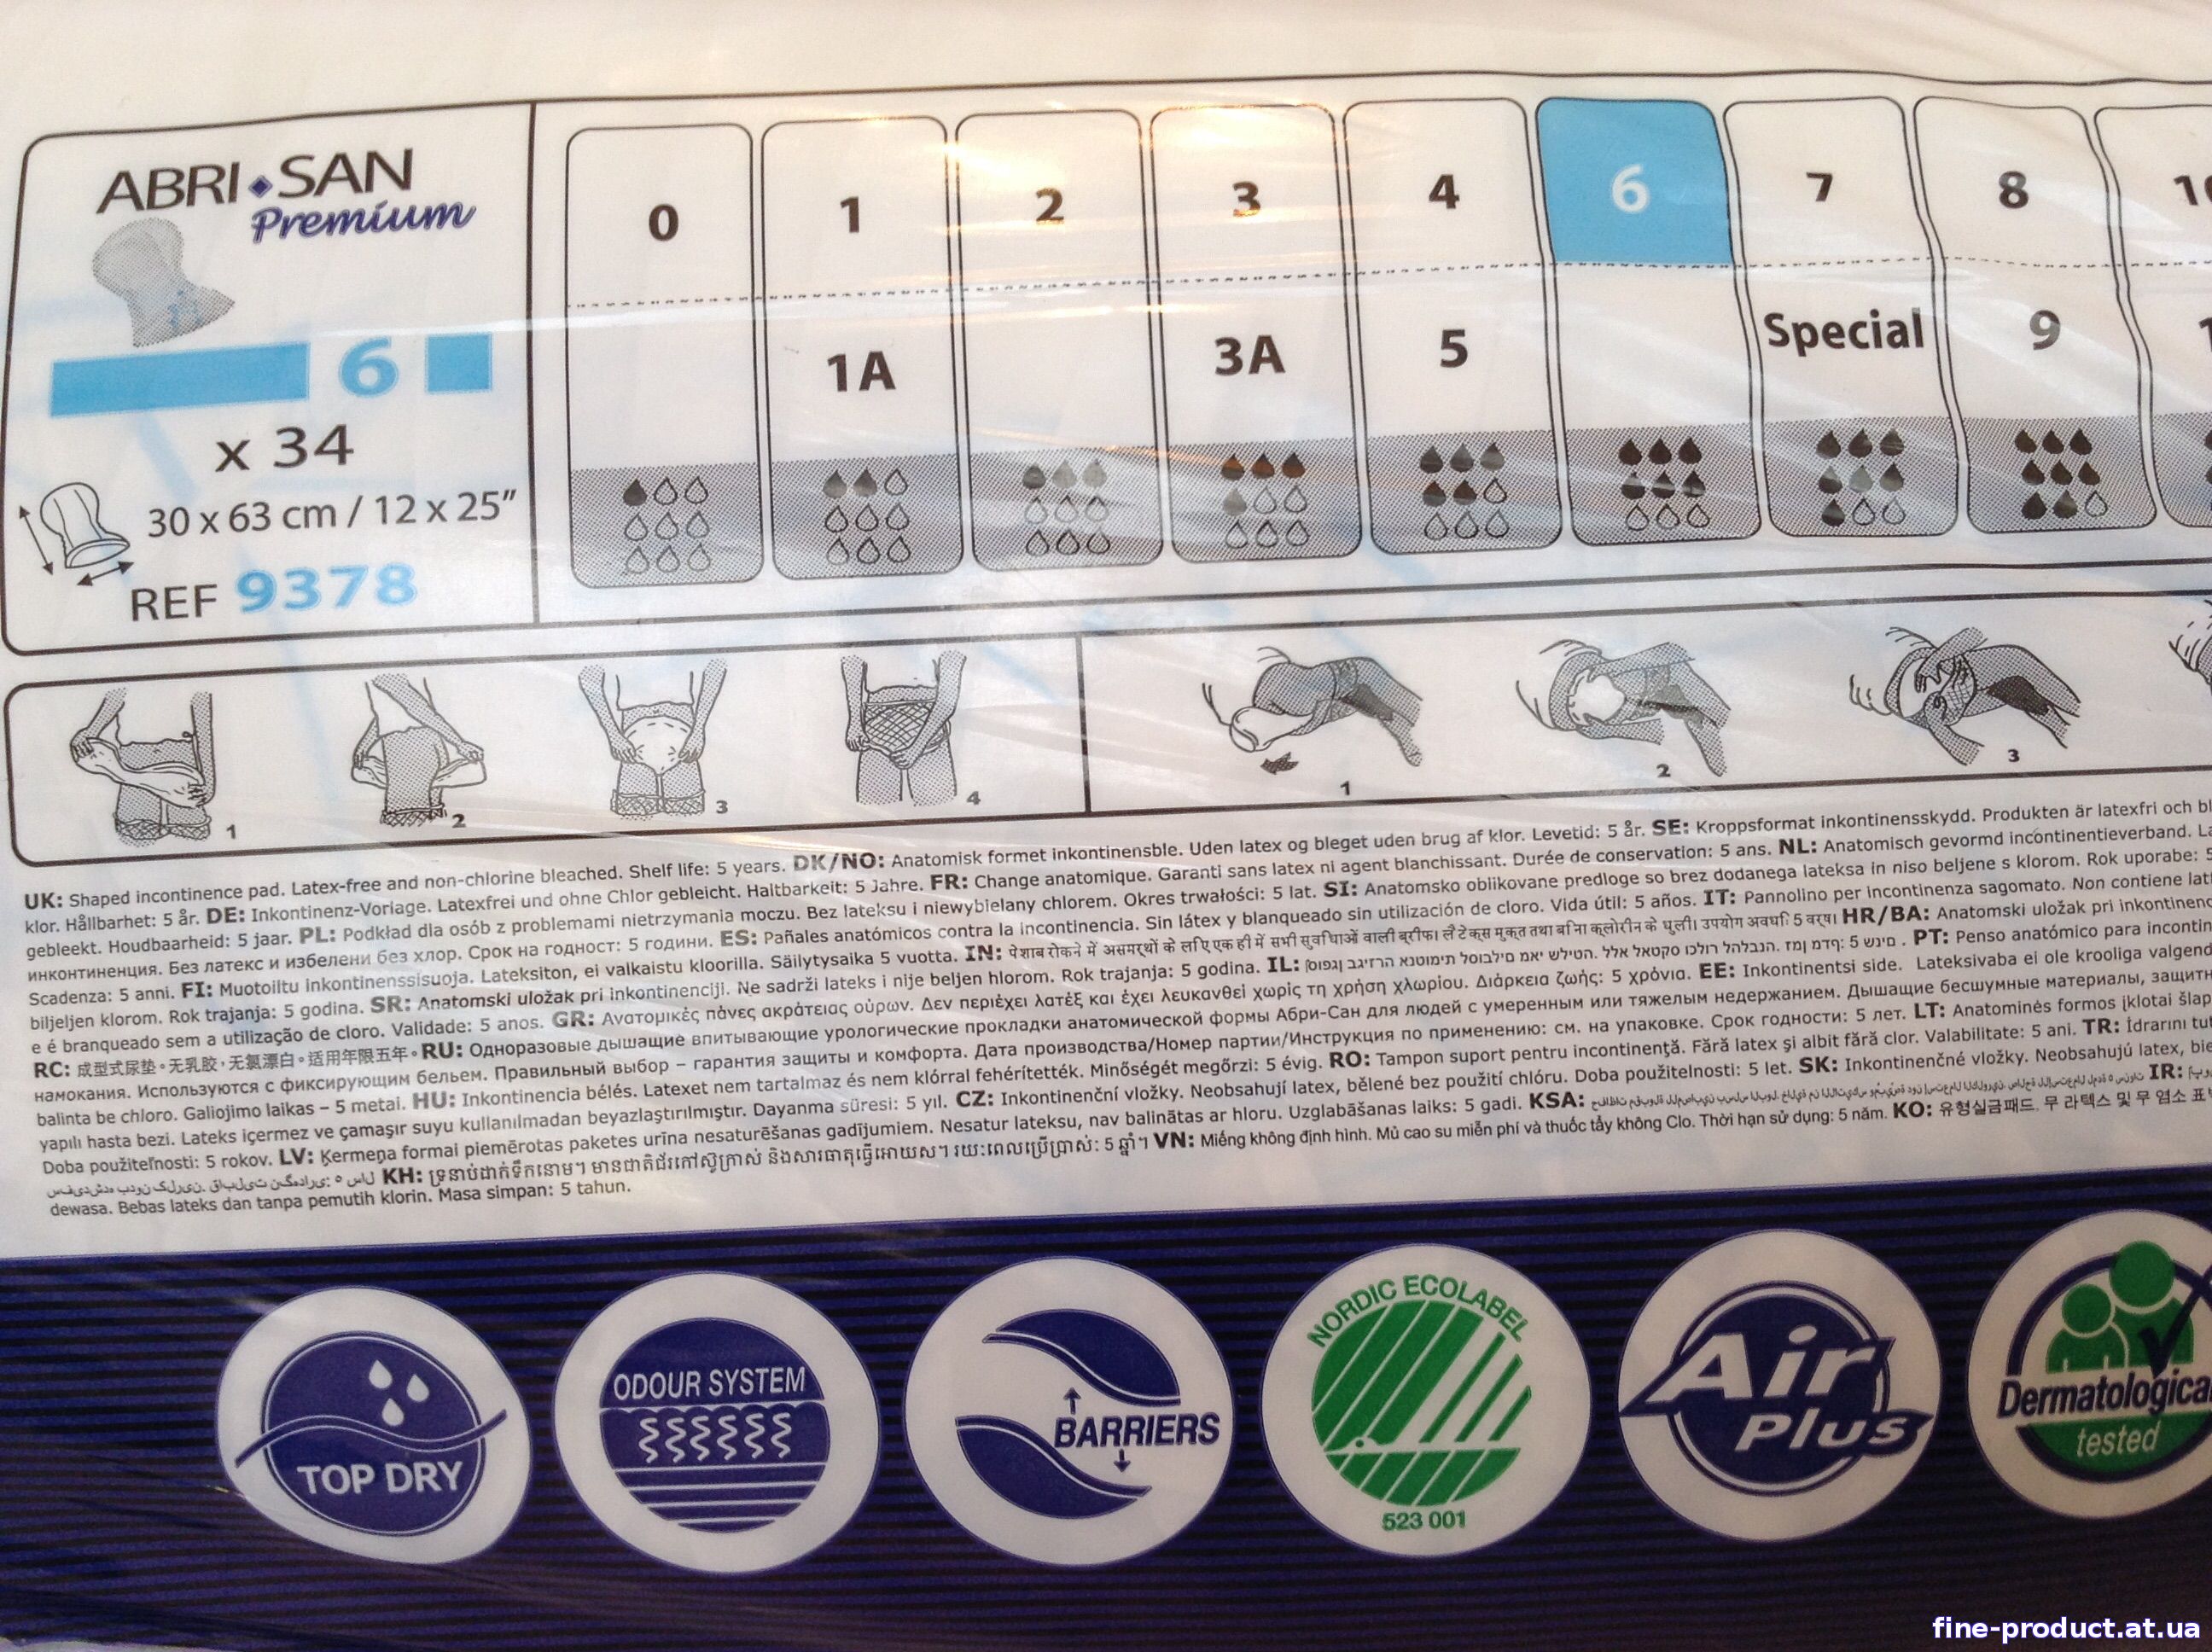 ABRI SAN
Premium
6
x 34
30 x 63 cm / 12 x 25”
REF 9378
0 1 2 3 4 6 7 8
1A 3A 5 Special 9
1 2 3 4 1 2 3
UK: Shaped incontinence pad. Latex-free and non-chlorine bleached. Shelf life: 5 years. DK/NO: Anatomisk formet inkontinensble. Uden latex og bleget uden brug af klor. Levetid: 5 år. SE: Kroppsformat inkontinensskydd. Produkten är latexfri och
klor. Hållbarhet: 5 år. DE: Inkontinenz-Vorlage. Latexfrei und ohne Chlor gebleicht. Haltbarkeit: 5 Jahre. FR: Change anatomique. Garanti sans latex ni agent blanchissant. Durée de conservation: 5 ans. NL: Anatomisch gevormd incontinentieverband.
gebleekt. Houdbaarheid: 5 jaar. PL: Podkład dla osób z problemami nietrzymania moczu. Bez lateksu i niewybielany chlorem. Okres trwałości: 5 lat. SI: Anatomsko oblikovane predloge so brez dodanega lateksa in niso beljene s klorom. Rok uporabe: 5
инконтиненция. Без латекс и избелени без хлор. Срок на годност: 5 години. ES: Pañales anatómicos contra la incontinencia. Sin látex y blanqueado sin utilización de cloro. Vida útil: 5 años. IT: Pannolino per incontinenza sagomato. Non contiene
Scadenza: 5 anni. FI: Muotoiltu inkontinenssisuoja. Lateksiton, ei valkaistu kloorilla. Säilytysaika 5 vuotta. IN: HR/BA: Anatomski uložak pri
biljeljen klorom. Rok trajanja: 5 godina. SR: Anatomski uložak pri inkontinenciji. Ne sadrži lateks i nije beljen hlorom. Rok trajanja: 5 godina. IL: PT: Penso anatómico para
e é branqueado sem a utilização de cloro. Validade: 5 anos. GR: Ανατομικές πάνες ακράτειας ούρων. Δεν περιέχει λατέξ και έχει λευκανθεί χωρίς τη χρήση χλωρίου. Διάρκεια ζωής: 5 χρόνια. EE: Inkontinentsi side. Lateksivaba ei ole krooliga
RC: 成型式尿垫。无乳胶，无氯漂白。适用年限五年。RU: Одноразовые дышащие впитывающие урологические прокладки анатомической формы Абри-Сан для людей с умеренным или тяжелым недержанием. Дышащие бесшумные материалы,
намокания. Используются с фиксирующим бельем. Правильный выбор – гарантия защиты и комфорта. Дата производства/Номер партии/Инструкция по применению: см. на упаковке. Срок годности: 5 лет. LT: Anatominės formos įklotai
balinta be chloro. Galiojimo laikas – 5 metai. HU: Inkontinencia bélés. Latexet nem tartalmaz és nem klórral fehérítették. Minőségét megőrzi: 5 évig. RO: Tampon suport pentru incontinenţă. Fără latex şi albit fără clor. Valabilitate: 5 ani. TR: İdrarını
yapılı hasta bezi. Lateks içermez ve çamaşır suyu kullanılmadan beyazlaştırılmıştır. Dayanma süresi: 5 yıl. CZ: Inkontinenční vložky. Neobsahují latex, bělené bez použití chlóru. Doba použitelnosti: 5 let. SK: Inkontinenčné vložky. Neobsahujú latex,
Doba použiteľnosti: 5 rokov. LV: Ķermeņa formai piemērotas paketes urīna nesaturēšanas gadījumiem. Nesatur lateksu, nav balinātas ar hloru. Uzglabāšanas laiks: 5 gadi. KSA: IR:
KH: VN: Miếng không định hình. Mủ cao su miễn phí và thuốc tẩy không Clo. Thời hạn sử dụng: 5 năm. KO: 유형실금패드. 무 라텍스 및 무 염소
dewasa. Bebas lateks dan tanpa pemutih klorin. Masa simpan: 5 tahun.
TOP DRY
ODOUR SYSTEM
BARRIERS
NORDIC ECOLABEL
523 001
Air
Plus
tested
fine-product.at.ua